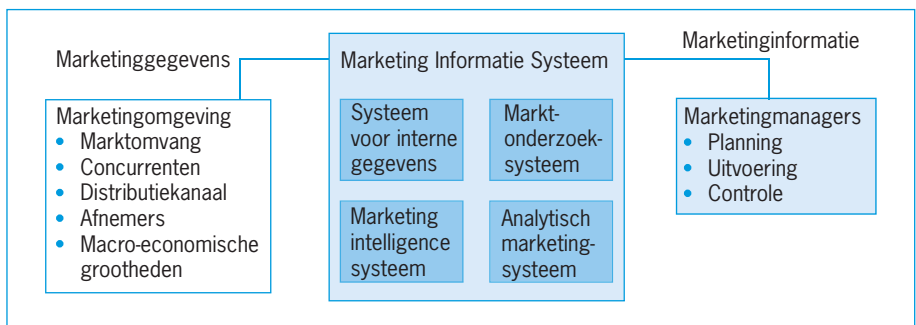 Marketinggegevens
Marketingomgeving
• Marktomvang
• Concurrenten
• Distributiekanaal
• Afnemers
• Macro-economische
grootheden
Marketing Informatie Systeem
Systeem
voor interne
gegevens
Markt-
onderzoek-
systeem
Marketing
intelligence
systeem
Analytisch
marketing-
systeem
Marketinginformatie
Marketingmanagers
• Planning
• Uitvoering
• Controle